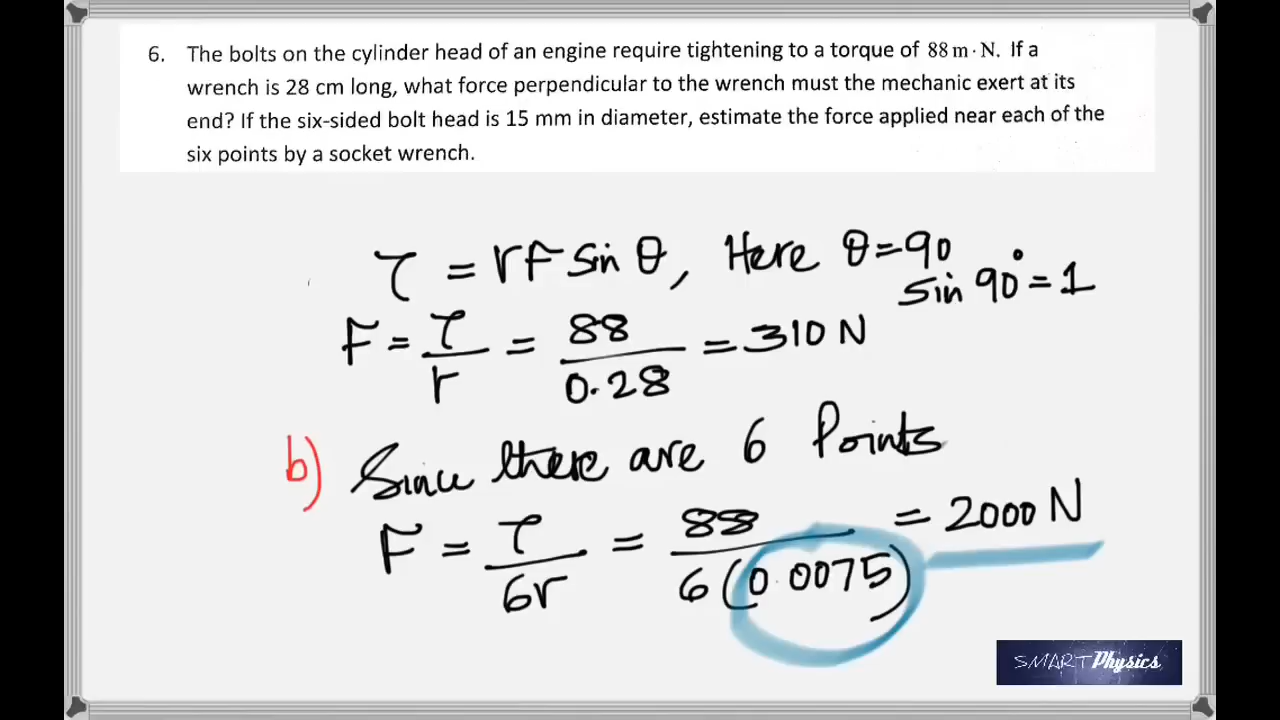 6. The bolts on the cylinder head of an engine require tightening to a torque of 88 m · N. If a
wrench is 28 cm long, what force perpendicular to the wrench must the mechanic exert at its
end? If the six-sided bolt head is 15 mm in diameter, estimate the force applied near each of the
six points by a socket wrench.
τ = rF sin θ, Here θ = 90°
sin 90° = 1
F = τ/r = 88/0.28 = 310 N
b) Since there are 6 Points
F = τ/6r = 88/6(0.0075) = 2000 N
SMART Physics